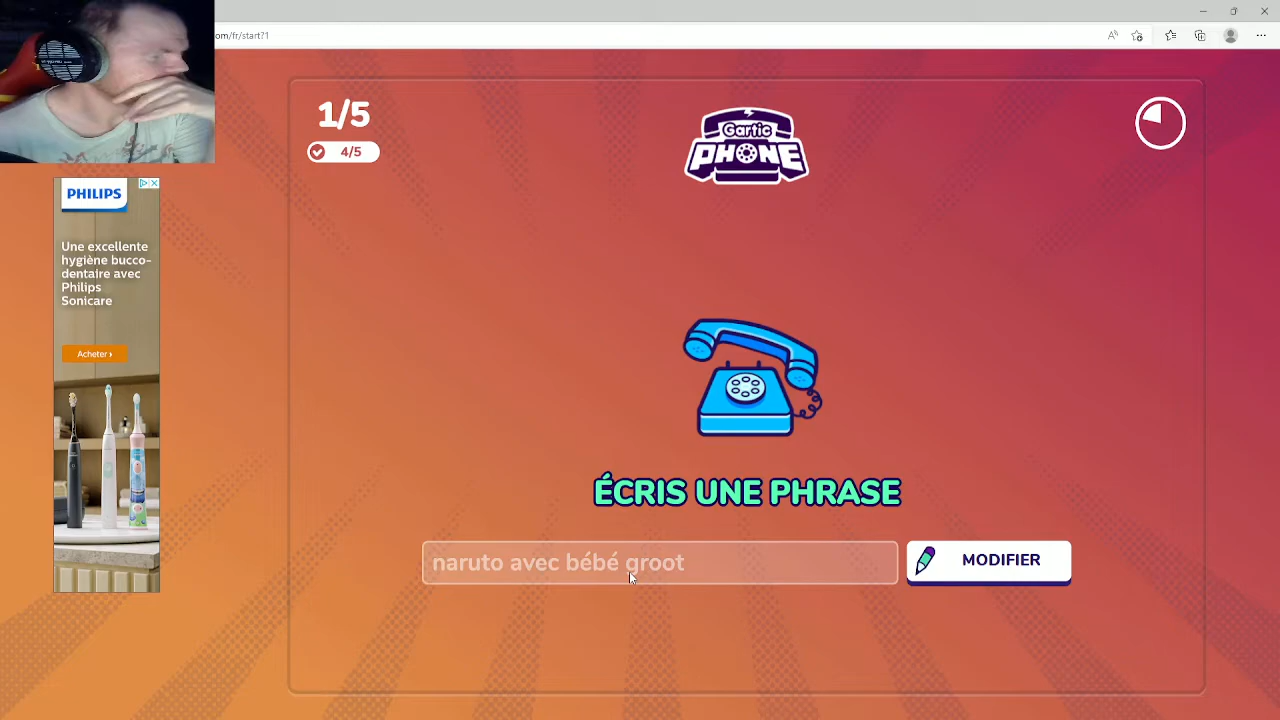 om/fr/start?1
1/5
4/5
Gartic
PHONE
PHILIPS
Une excellente
hygiène bucco-
dentaire avec
Philips
Sonicare
Acheter ›
ÉCRIS UNE PHRASE
naruto avec bébé groot
MODIFIER